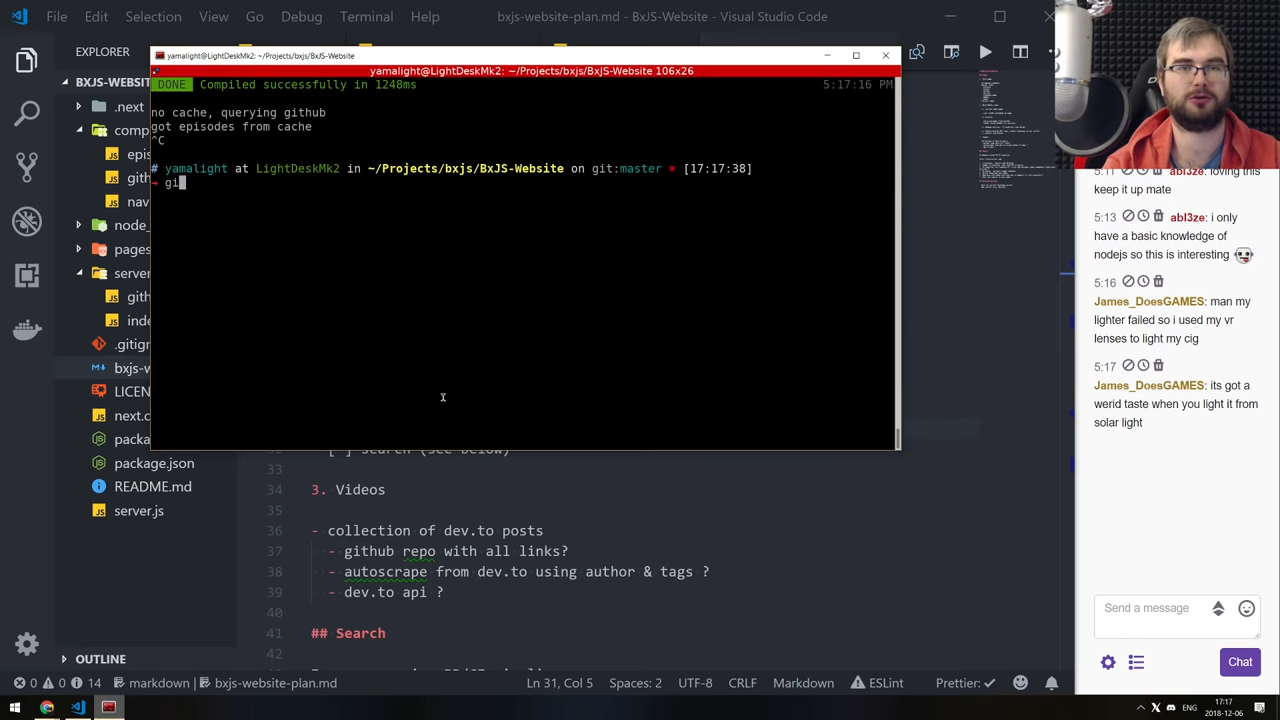 File Edit Selection View Go Debug Terminal Help
bxjs-website-plan.md - BxJS-Website - Visual Studio Code
EXPLORER
BXJS-WEBS
.next
comp
epis
gith
nav
node_
pages
server
gith
inde
.gitign
bxjs-w
LICEN
next.c
packa
package.json
README.md
server.js
OUTLINE
yamalight@LightDeskMk2: ~/Projects/bxjs/BxJS-Website
yamalight@LightDeskMk2: ~/Projects/bxjs/BxJS-Website 106x26
DONE Compiled successfully in 1248ms 5:17:16 PM
no cache, querying github
got episodes from cache
^C
# yamalight at LightDeskMk2 in ~/Projects/bxjs/BxJS-Website on git:master * [17:17:38]
→ gi
33
34 3. Videos
35
36 - collection of dev.to posts
37 - github repo with all links?
38 - autoscrape from dev.to using author & tags ?
39 - dev.to api ?
40
41 ## Search
5:11 abl3ze: loving this
keep it up mate
5:13 abl3ze: i only
have a basic knowledge of
nodejs so this is interesting
5:16
James_DoesGAMES: man my
lighter failed so i used my vr
lenses to light my cig
5:17
James_DoesGAMES: its got a
werid taste when you light it from
solar light
Send a message
Chat
0 0 14 markdown bxjs-website-plan.md Ln 31, Col 5 Spaces: 2 UTF-8 CRLF Markdown ESLint Prettier: ✓
ENG
17:17
2018-12-06